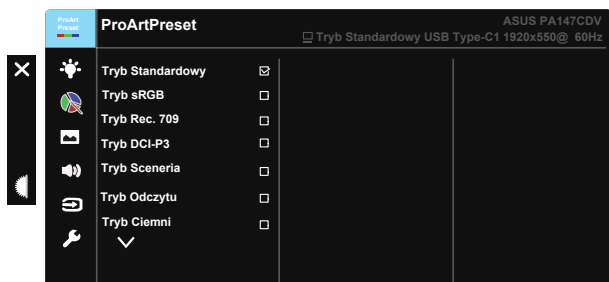 ProArt
Preset
ProArtPreset
ASUS PA147CDV
Tryb Standardowy USB Type-C1 1920x550@ 60Hz
Tryb Standardowy
Tryb sRGB
Tryb Rec. 709
Tryb DCI-P3
Tryb Sceneria
Tryb Odczytu
Tryb Ciemni